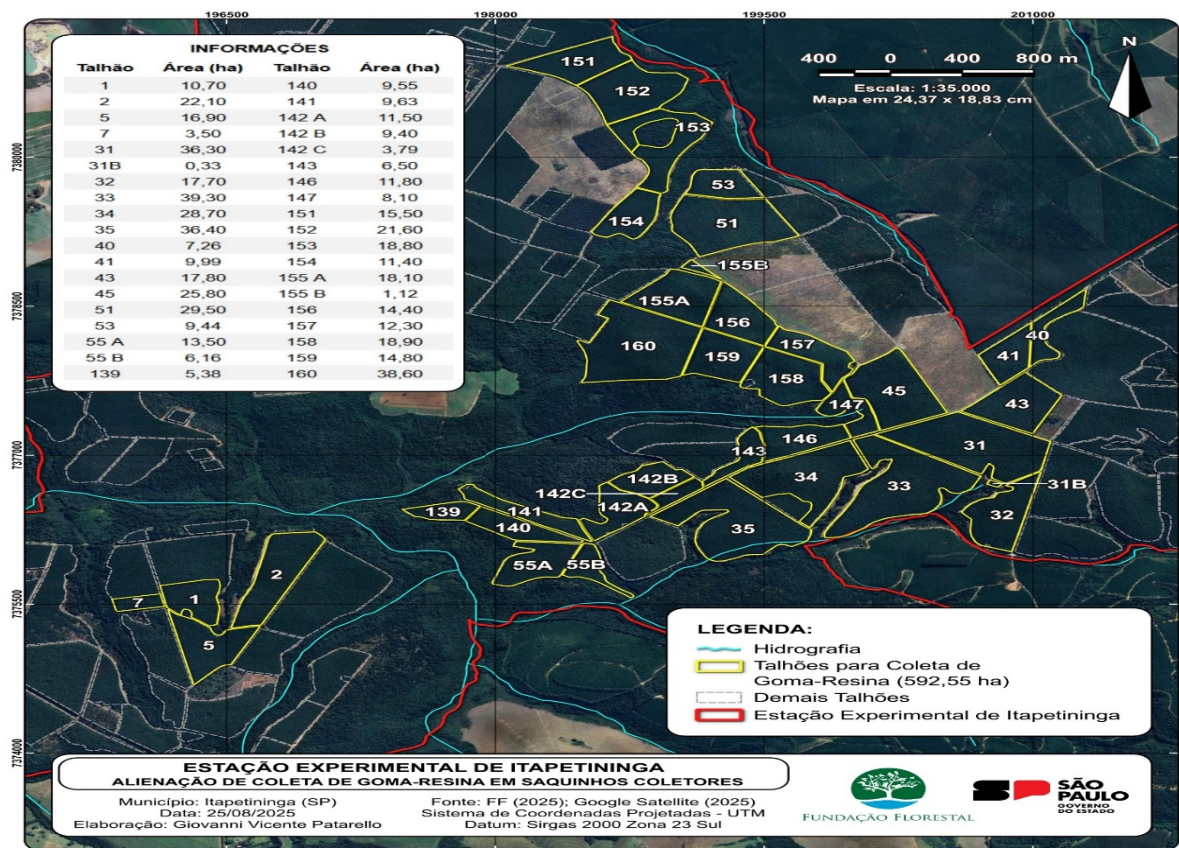 196500 198000 199500 201000
INFORMAÇÕES
Talhão Área (ha) Talhão Área (ha)
1 10,70 140 9,55
2 22,10 141 9,63
5 16,90 142 A 11,50
7 3,50 142 B 9,40
31 36,30 142 C 3,79
31B 0,33 143 6,50
32 17,70 146 11,80
33 39,30 147 8,10
34 28,70 151 15,50
35 36,40 152 21,60
40 7,26 153 18,80
41 9,99 154 11,40
43 17,80 155 A 18,10
45 25,80 155 B 1,12
51 29,50 156 14,40
53 9,44 157 12,30
55 A 13,50 158 18,90
55 B 6,16 159 14,80
139 5,38 160 38,60
400 0 400 800 m
Escala: 1:35.000
Mapa em 24,37 x 18,83 cm
N
7380000
7378500
7377000
7375500
7374000
151
152
153
53
154
51
155B
155A
156
40
157
160
159
41
158
45
147
43
146
31
143
142B
34
31B
142C
33
142A
139
141
32
140
35
55A
55B
2
7
1
5
LEGENDA:
Hidrografia
Talhões para Coleta de
Goma-Resina (592,55 ha)
Demais Talhões
Estação Experimental de Itapetininga
ESTAÇÃO EXPERIMENTAL DE ITAPETININGA
ALIENAÇÃO DE COLETA DE GOMA-RESINA EM SAQUINHOS COLETORES
Município: Itapetininga (SP)
Data: 25/08/2025
Elaboração: Giovanni Vicente Patarello
Fonte: FF (2025); Google Satellite (2025)
Sistema de Coordenadas Projetadas - UTM
Datum: Sirgas 2000 Zona 23 Sul
FUNDAÇÃO FLORESTAL
SP
SÃO
PAULO
GOVERNO
DO ESTADO